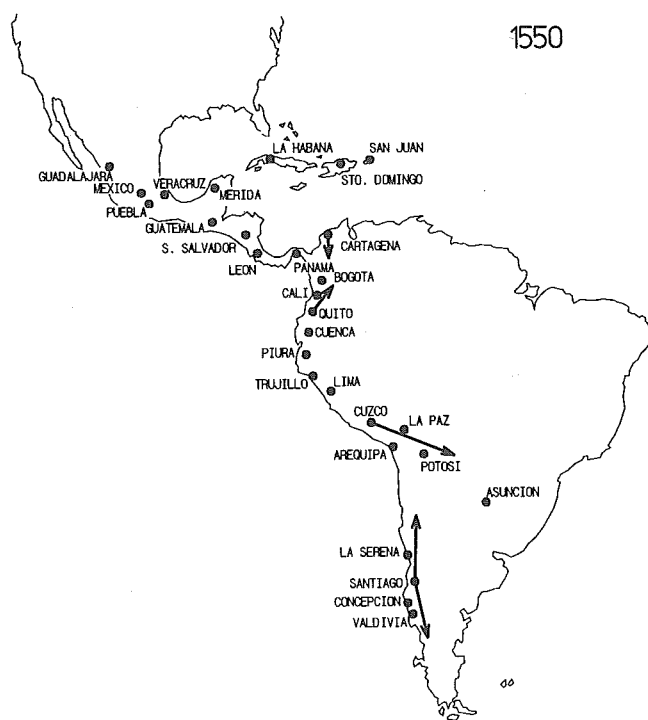 1550
LA HABANA
SAN JUAN
GUADALAJARA
STO. DOMINGO
MEXICO
VERACRUZ
MERIDA
PUEBLA
GUATEMALA
S. SALVADOR
CARTAGENA
LEON
PANAMA
BOGOTA
CALI
QUITO
CUENCA
PIURA
TRUJILLO
LIMA
CUZCO
LA PAZ
AREQUIPA
POTOSI
ASUNCION
LA SERENA
SANTIAGO
CONCEPCION
VALDIVIA